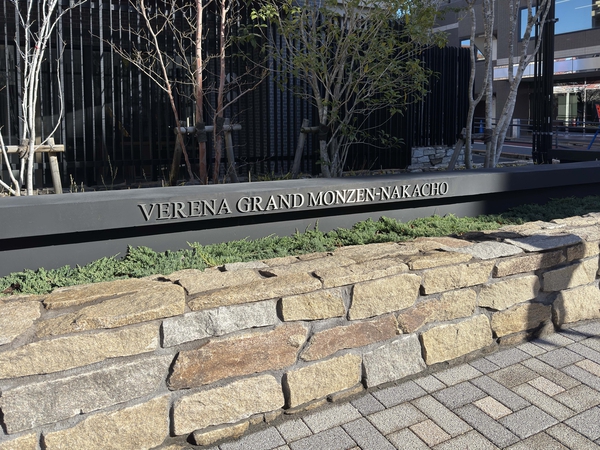 VERENA GRAND MONZEN-NAKACHO